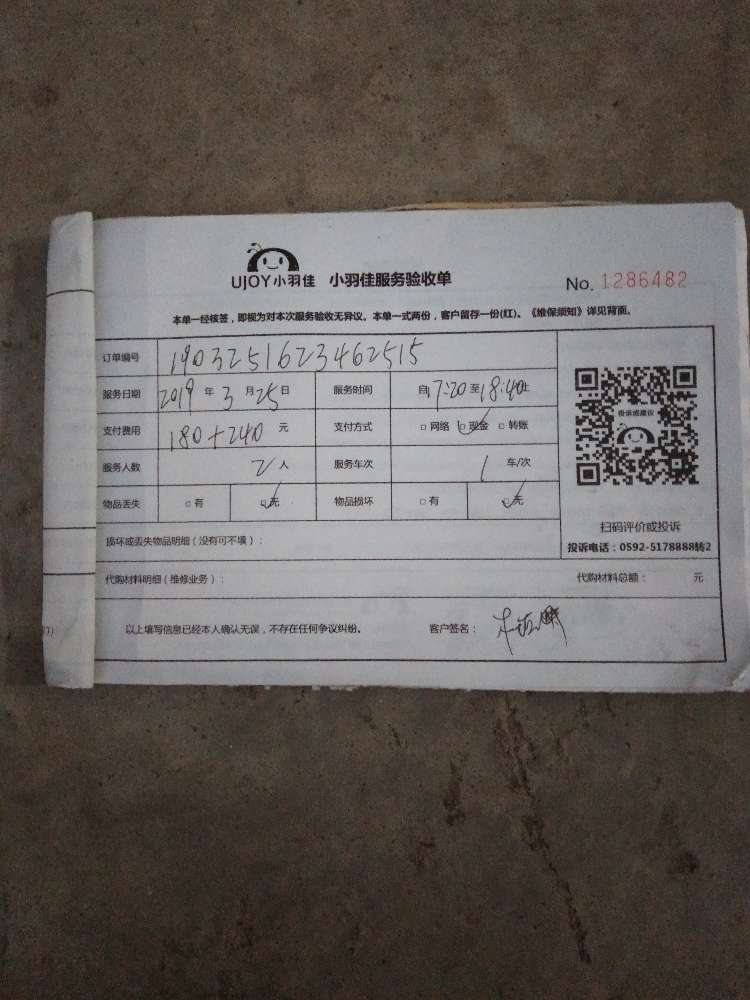 UJOY小羽佳 小羽佳服务验收单 No. 1286482
本单一经核签，即视为对本次服务验收无异议。本单一式两份，客户留存一份(红)。《维保须知》详见背面。
订单编号 1903251623462515
服务日期 2019 年 3 月 25 日 服务时间 自 17:20 至 18:40 止
支付费用 180+240 元 支付方式 □ 网络 ☑ 现金 □ 转账
服务人数 2 人 服务车次 1 车/次
物品丢失 □ 有 ☑ 无 物品损坏 □ 有 ☑ 无
投诉或建议
扫码评价或投诉
投诉电话：0592-5178888转2
损坏或丢失物品明细（没有可不填）：
代购材料明细（维修业务）： 代购材料总额： 元
以上填写信息已经本人确认无误，不存在任何争议纠纷。 客户签名：